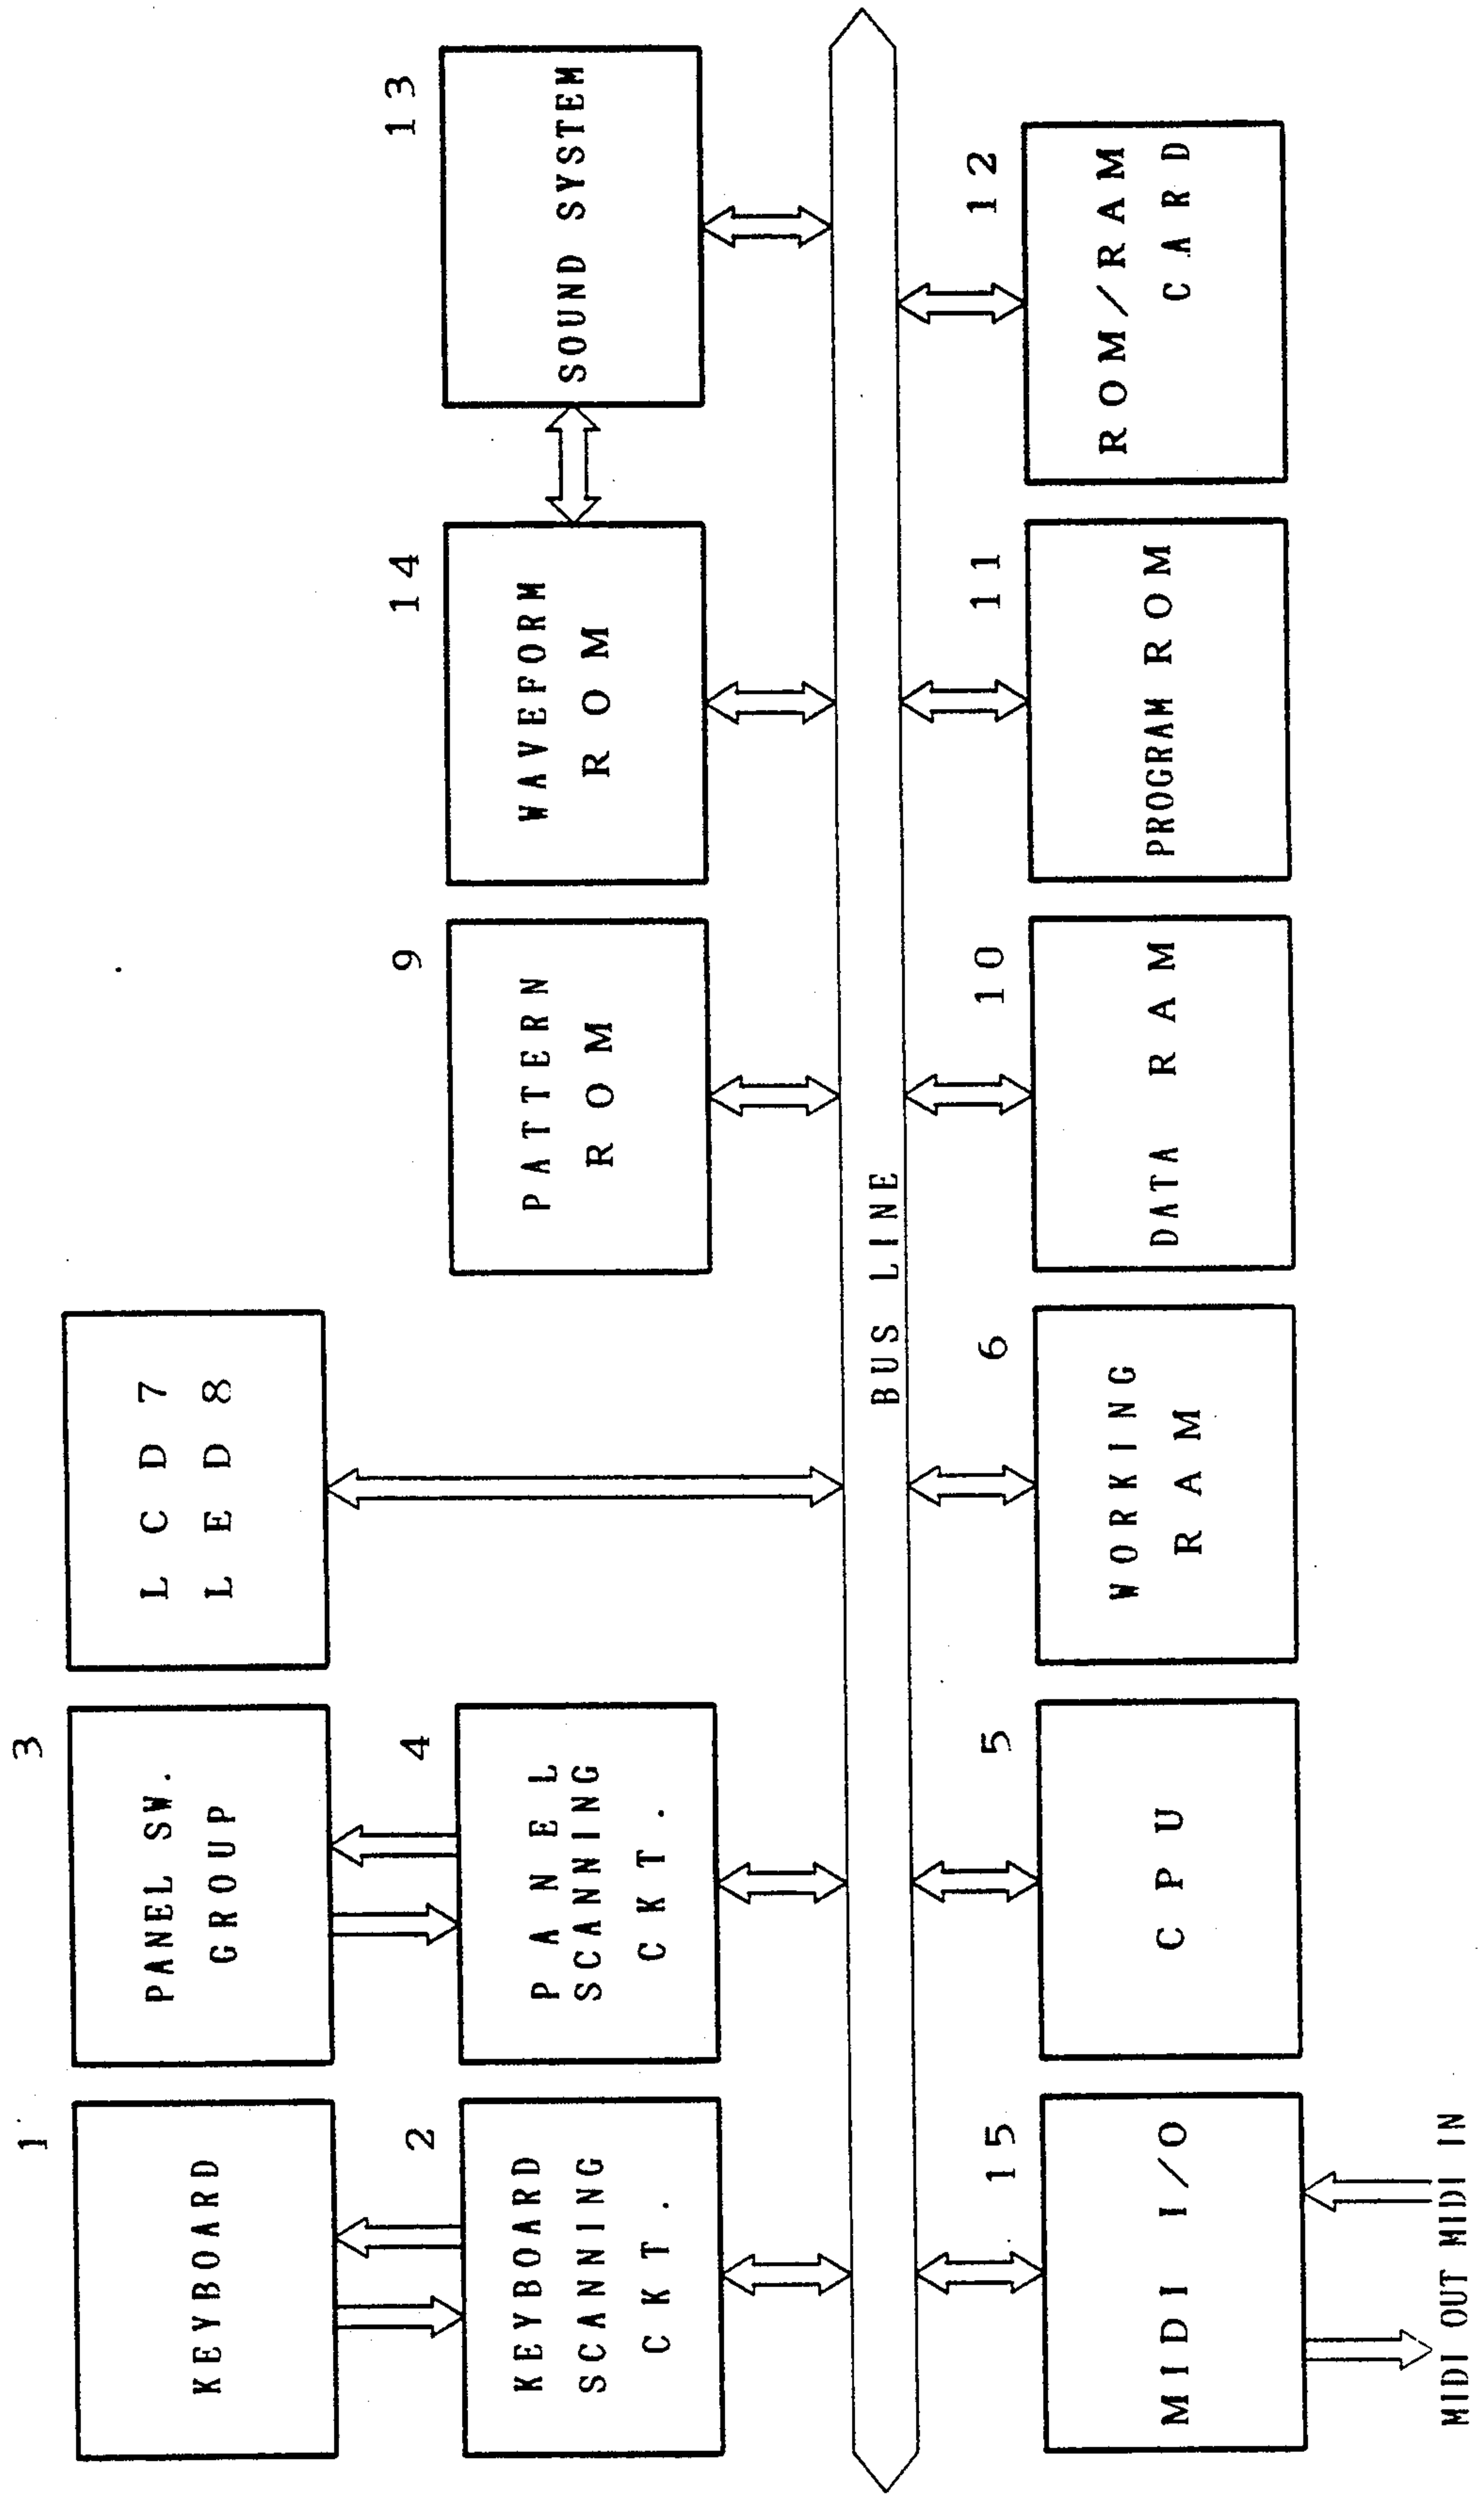 1
KEYBOARD
3
PANEL SW.
GROUP
LCD 7
LED 8
2
KEYBOARD
SCANNING
CKT.
4
PANEL
SCANNING
CKT.
9
PATTERN
ROM
14
WAVEFORM
ROM
13
SOUND SYSTEM
BUS LINE
15
MIDI I/O
5
CPU
6
WORKING
RAM
10
DATA RAM
11
PROGRAM ROM
12
ROM/RAM
CARD
MIDI OUT MIDI IN